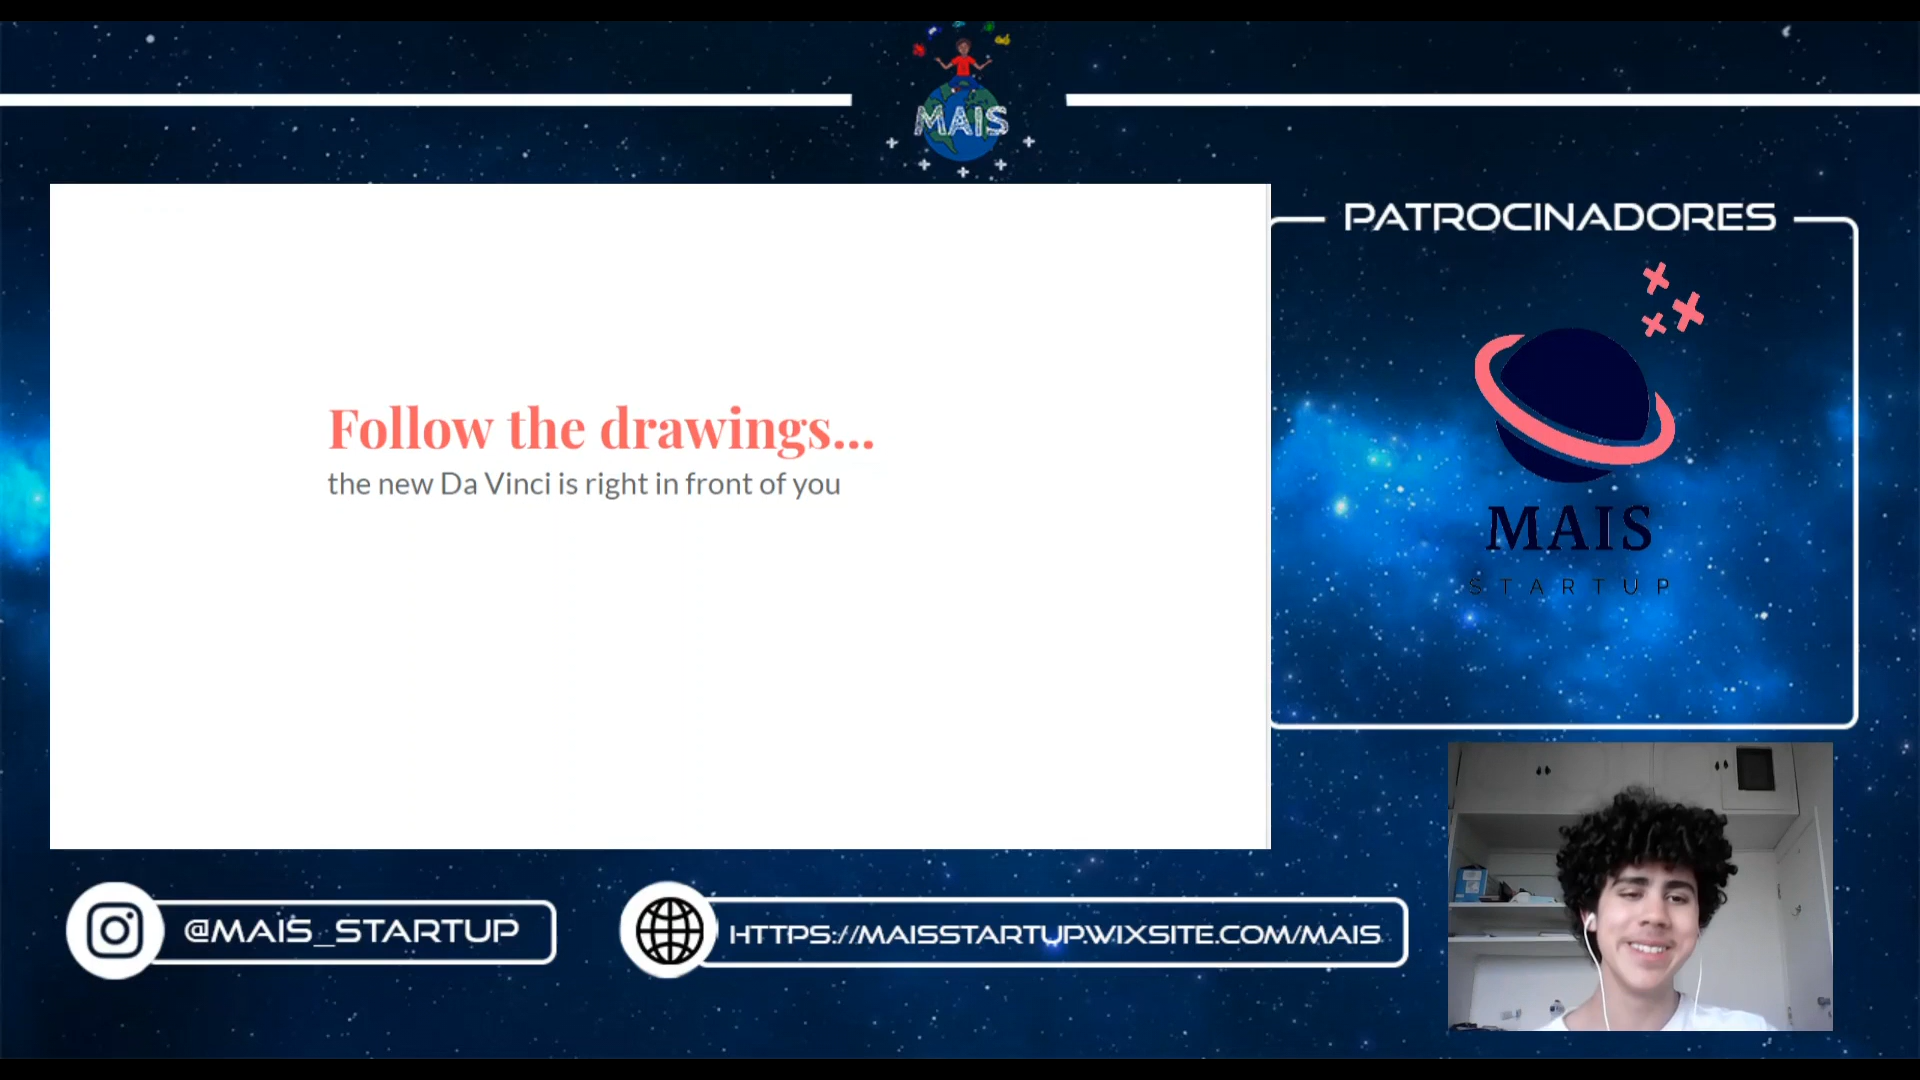 MAIS
PATROCINADORES
Follow the drawings...
the new Da Vinci is right in front of you
MAIS
STARTUP
@MAIS_STARTUP
HTTPS://MAISSTARTUP.WIXSITE.COM/MAIS